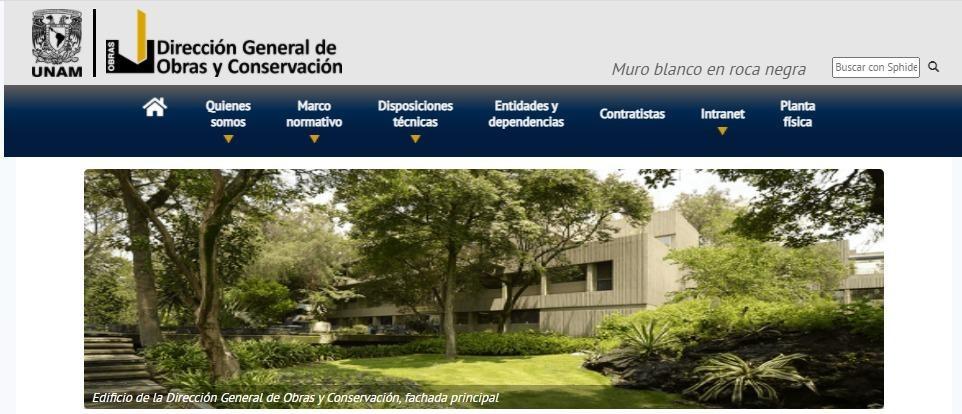 UNAM
OBRAS
Dirección General de
Obras y Conservación
Muro blanco en roca negra
Buscar con Sphide
Quienes
somos
Marco
normativo
Disposiciones
técnicas
Entidades y
dependencias
Contratistas
Intranet
Planta
física
Edificio de la Dirección General de Obras y Conservación, fachada principal